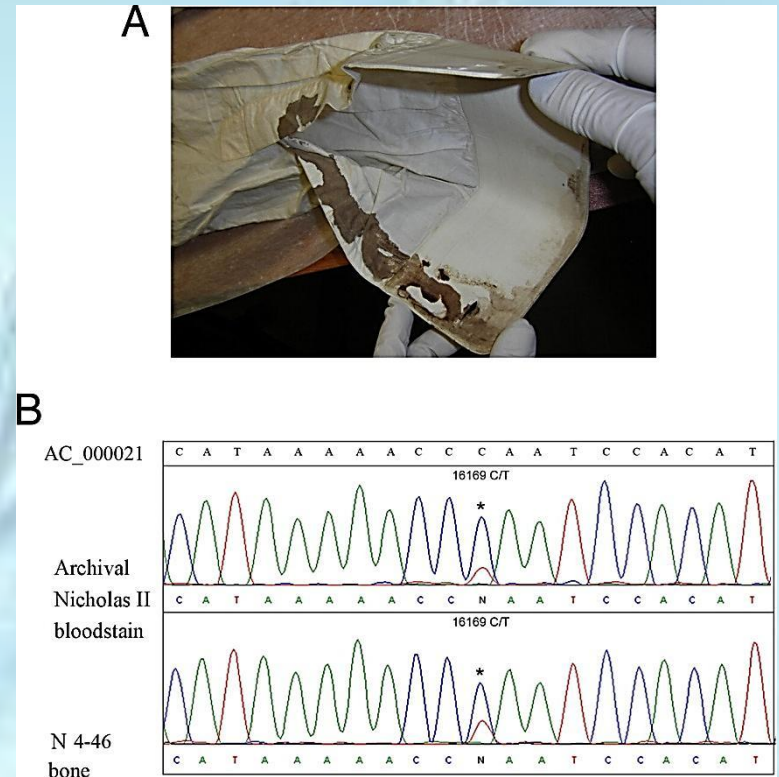 A
B
AC_000021 C A T A A A A A C C C A A T C C A C A T
16169 C/T
*
Archival
Nicholas II
bloodstain
C A T A A A A A C C N A A T C C A C A T
16169 C/T
*
N 4-46
bone
C A T A A A A A C C N A A T C C A C A T